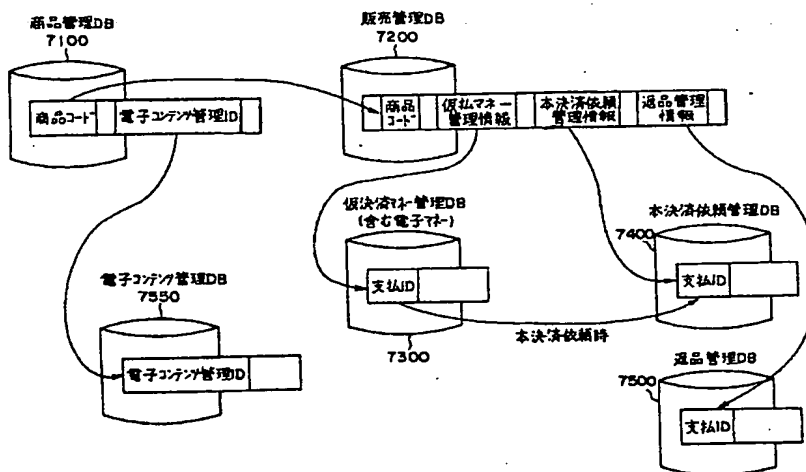 商品管理DB
7100
商品コード
電子コンテンツ管理ID
販売管理DB
7200
商品
コード
仮払マネー
管理情報
本決済依頼
管理情報
返品管理
情報
仮決済マネー管理DB
(含む電子マネー)
支払ID
7300
本決済依頼時
本決済依頼管理DB
7400
支払ID
電子コンテンツ管理DB
7550
電子コンテンツ管理ID
返品管理DB
7500
支払ID